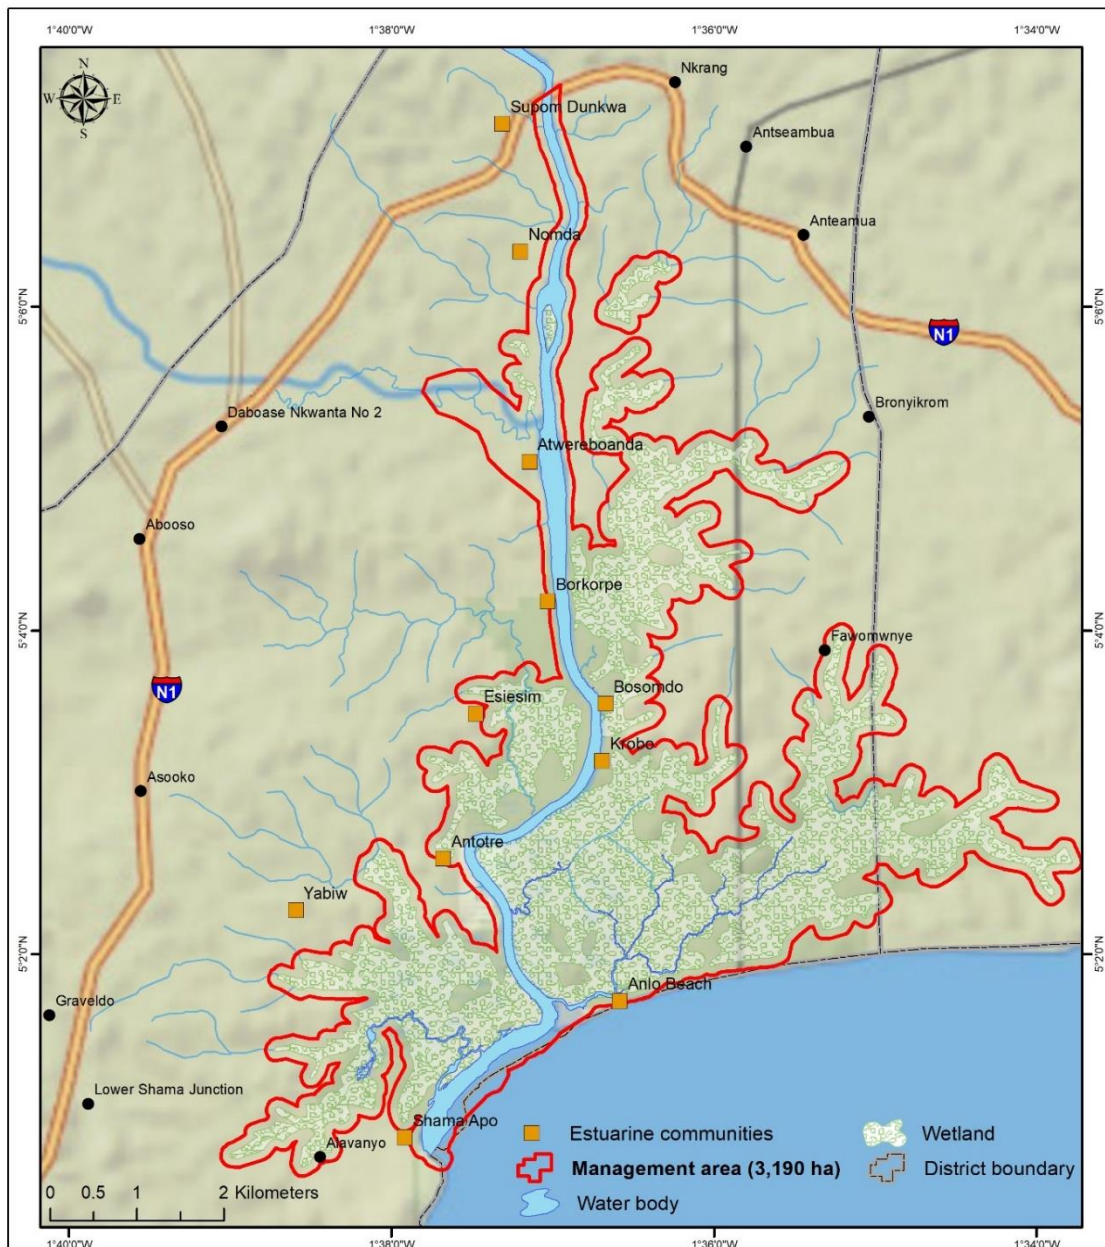 1°40'0"W 1°38'0"W 1°36'0"W 1°34'0"W
N
W E
S
Nkrang
Supom Dunkwa
Antseambua
Nomda
Anteamua
5°6'0"N 5°6'0"N
N1
Daboase Nkwanta No 2
Bronyikrom
Atwereboanda
Abooso
Borkorpe
5°4'0"N 5°4'0"N
Fawomwnye
N1
Esiesim
Bosomdo
Krobo
Asooko
Antotre
Yabiw
5°2'0"N 5°2'0"N
Anlo Beach
Graveldo
Lower Shama Junction
Shama Apo
Ajavanyo
Estuarine communities
Wetland
Management area (3,190 ha)
District boundary
Water body
0 0.5 1 2 Kilometers
1°40'0"W 1°38'0"W 1°36'0"W 1°34'0"W